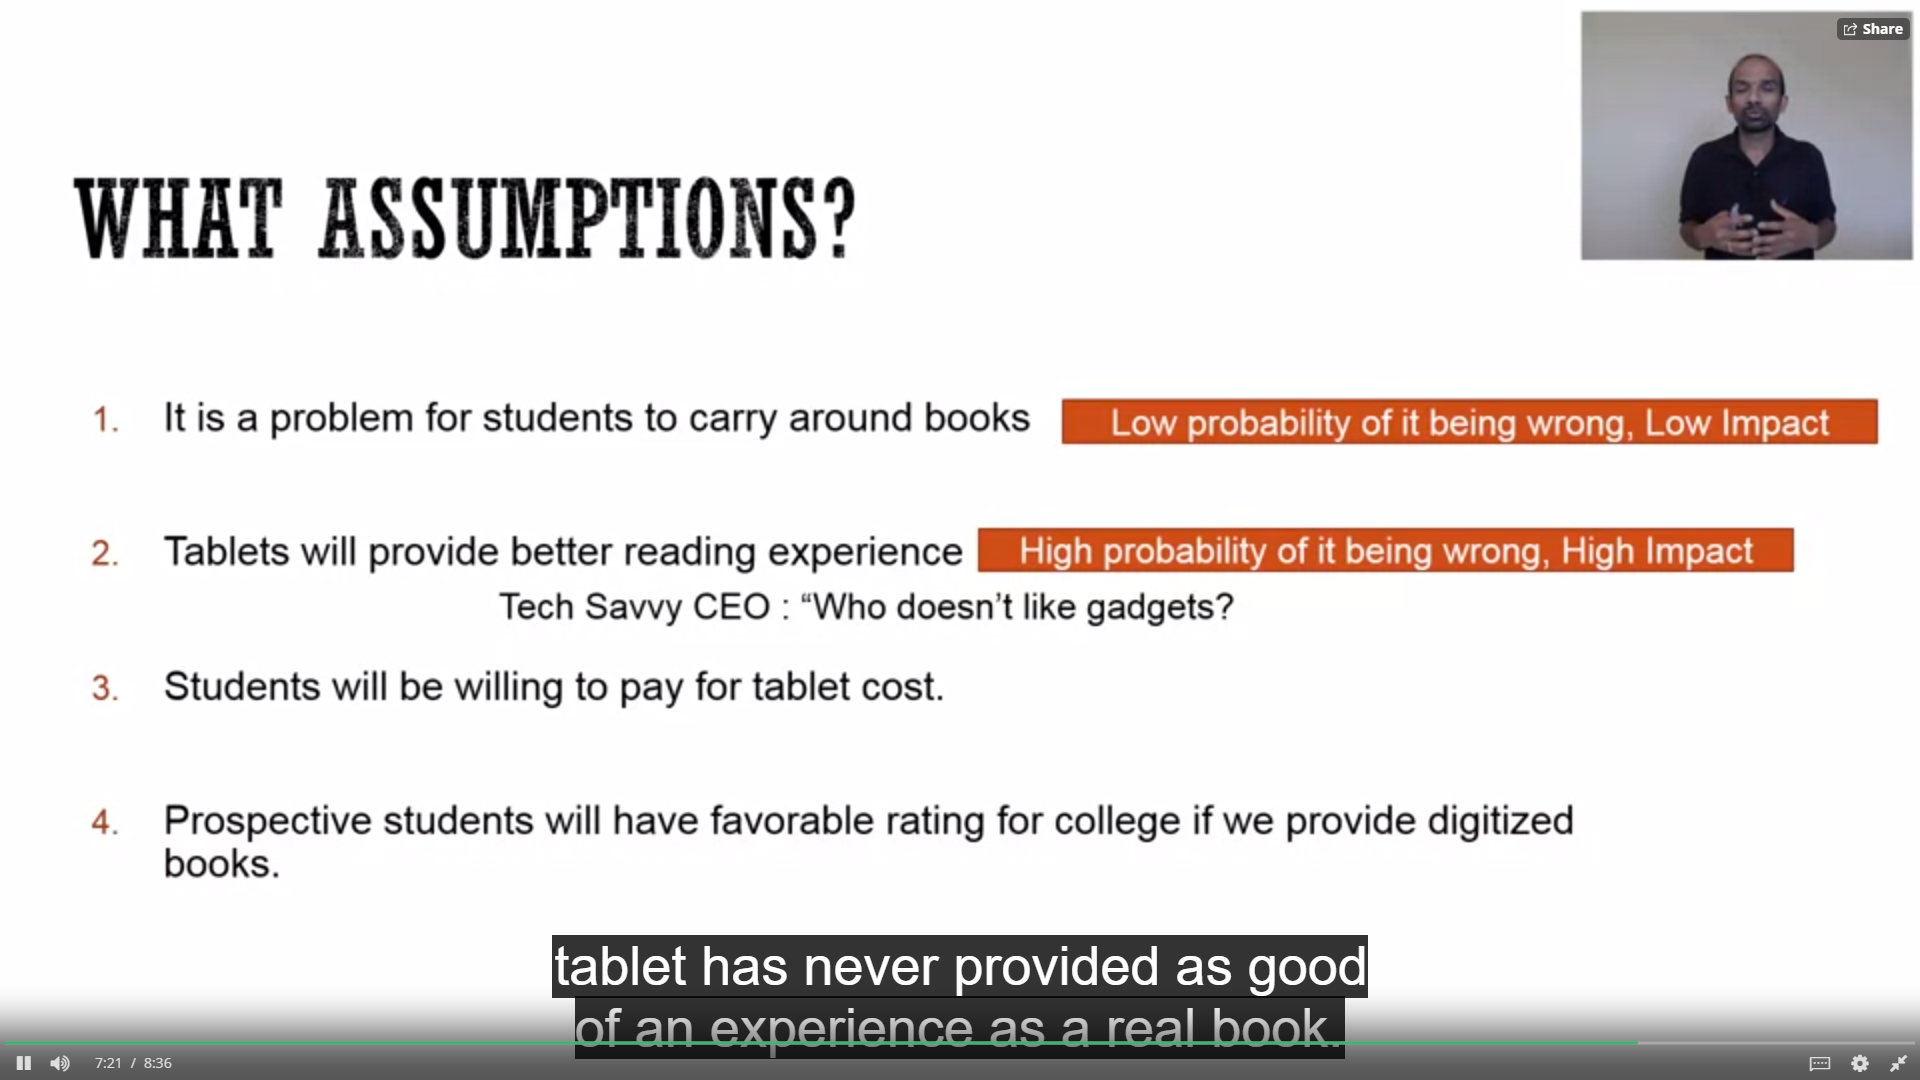 Share
WHAT ASSUMPTIONS?
1. It is a problem for students to carry around books
Low probability of it being wrong, Low Impact
2. Tablets will provide better reading experience
High probability of it being wrong, High Impact
Tech Savvy CEO : “Who doesn’t like gadgets?
3. Students will be willing to pay for tablet cost.
4. Prospective students will have favorable rating for college if we provide digitized
books.
tablet has never provided as good
of an experience as a real book.
7:21 / 8:36